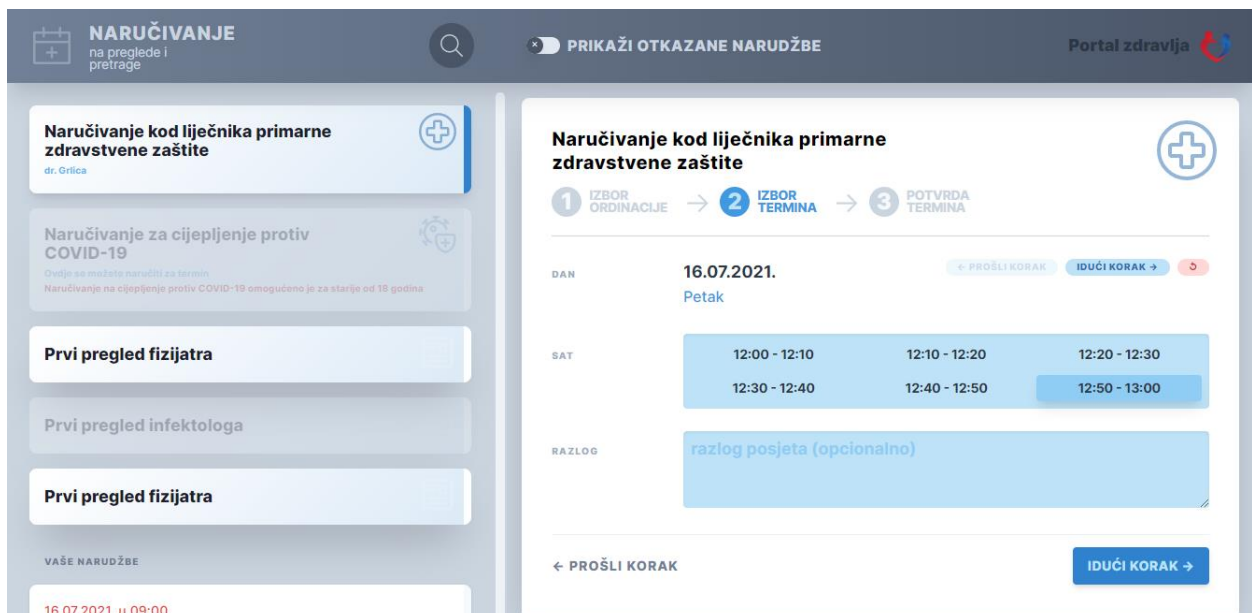 NARUČIVANJE
na preglede i
pretrage
PRIKAŽI OTKAZANE NARUDŽBE
Portal zdravlja
Naručivanje kod liječnika primarne
zdravstvene zaštite
dr. Grlica
Naručivanje za cijepljenje protiv
COVID-19
Ovdje se možete naručiti za termin
Naručivanje na cijepljenje protiv COVID-19 omogućeno je za starije od 18 godina
Prvi pregled fizijatra
Prvi pregled infektologa
Prvi pregled fizijatra
VAŠE NARUDŽBE
16.07.2021. u 09:00
Naručivanje kod liječnika primarne
zdravstvene zaštite
1 IZBOR ORDINACIJE → 2 IZBOR TERMINA → 3 POTVRDA TERMINA
DAN 16.07.2021. ← PROŠLI KORAK IDUĆI KORAK →
Petak
SAT 12:00 - 12:10 12:10 - 12:20 12:20 - 12:30
12:30 - 12:40 12:40 - 12:50 12:50 - 13:00
RAZLOG razlog posjeta (opcionalno)
← PROŠLI KORAK IDUĆI KORAK →